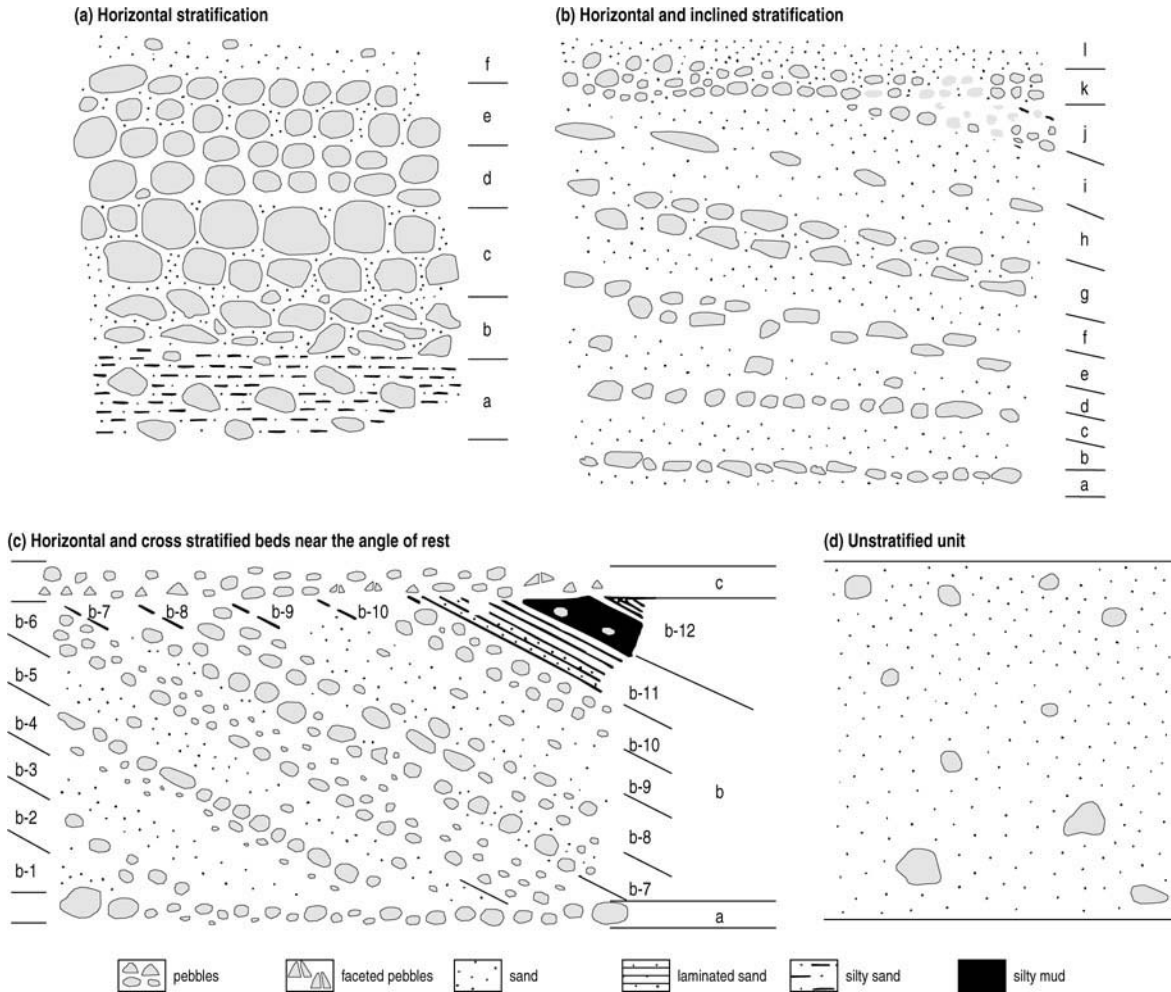 (a) Horizontal stratification
f
e
d
c
b
a
(b) Horizontal and inclined stratification
l
k
j
i
h
g
f
e
d
c
b
a
(c) Horizontal and cross stratified beds near the angle of rest
b-6
b-5
b-4
b-3
b-2
b-1
b-7
b-8
b-9
b-10
c
b-12
b-11
b-10
b-9
b
b-8
b-7
a
(d) Unstratified unit
pebbles
faceted pebbles
sand
laminated sand
silty sand
silty mud